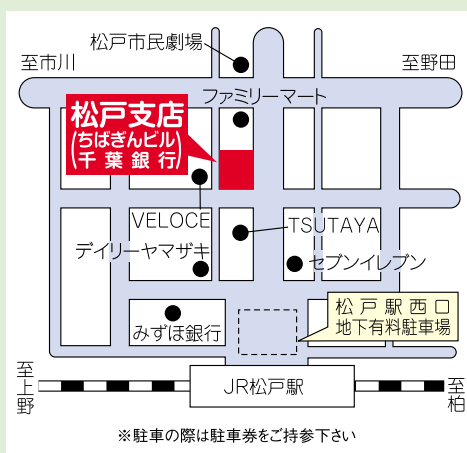 松戸市民劇場
至市川
至野田
ファミリーマート
松戸支店
(ちばぎんビル)
(千葉銀行)
VELOCE
TSUTAYA
デイリーヤマザキ
セブンイレブン
松戸駅西口
地下有料駐車場
みずほ銀行
至上野
JR松戸駅
至柏
※駐車の際は駐車券をご持参下さい